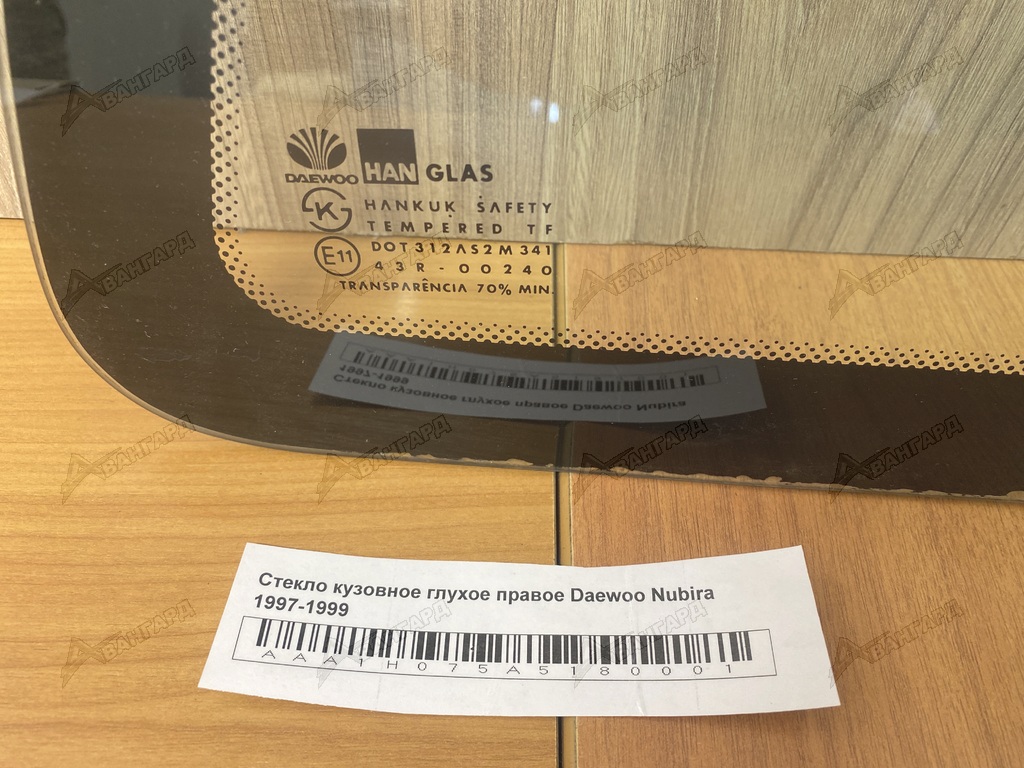 DAEWOO HAN GLAS
HANKUK SAFETY
TEMPERED TF
DOT312AS2M341
E11 43R-00240
TRANSPARÊNCIA 70% MIN.
Стекло кузовное глухое правое Daewoo Nubira
1997-1999
AAA1H075A5180001
АВАНГАРД